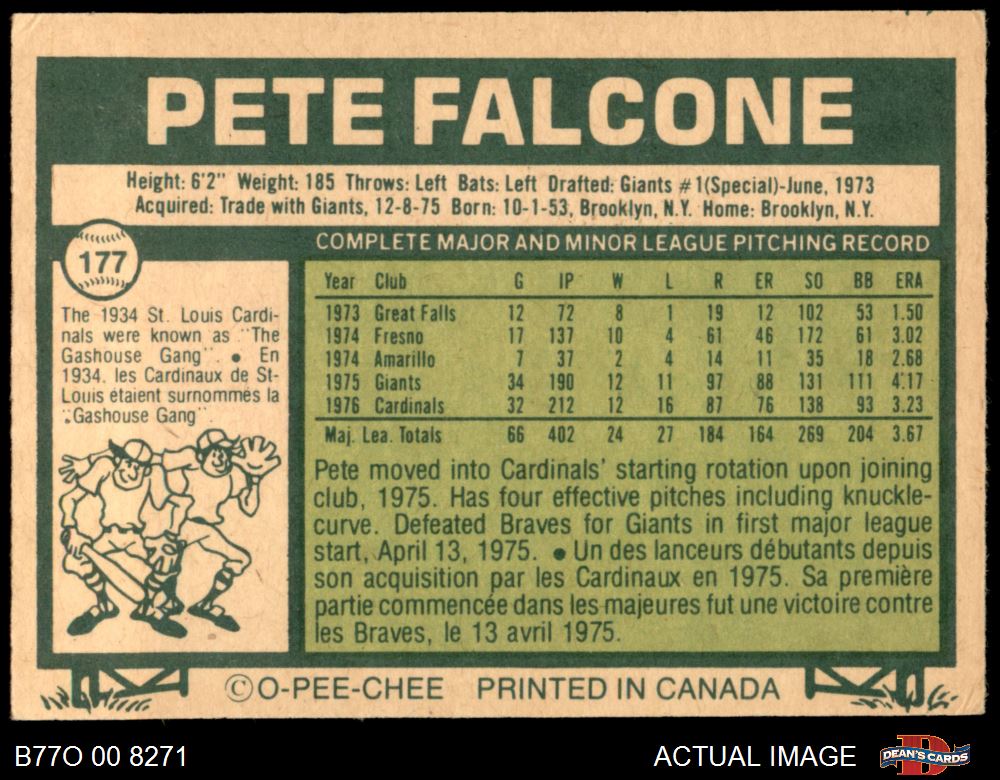 PETE FALCONE
Height: 6'2" Weight: 185 Throws: Left Bats: Left Drafted: Giants #1(Special)-June, 1973
Acquired: Trade with Giants, 12-8-75 Born: 10-1-53, Brooklyn, N.Y. Home: Brooklyn, N.Y.
177
The 1934 St. Louis Cardi-
nals were known as "The
Gashouse Gang". ● En
1934, les Cardinaux de St-
Louis étaient surnommés la
"Gashouse Gang"
COMPLETE MAJOR AND MINOR LEAGUE PITCHING RECORD
Year Club G IP W L R ER SO BB ERA
1973 Great Falls 12 72 8 1 19 12 102 53 1.50
1974 Fresno 17 137 10 4 61 46 172 61 3.02
1974 Amarillo 7 37 2 4 14 11 35 18 2.68
1975 Giants 34 190 12 11 97 88 131 111 4.17
1976 Cardinals 32 212 12 16 87 76 138 93 3.23
Maj. Lea. Totals 66 402 24 27 184 164 269 204 3.67
Pete moved into Cardinals' starting rotation upon joining
club, 1975. Has four effective pitches including knuckle-
curve. Defeated Braves for Giants in first major league
start, April 13, 1975. ● Un des lanceurs débutants depuis
son acquisition par les Cardinaux en 1975. Sa première
partie commencée dans les majeures fut une victoire contre
les Braves, le 13 avril 1975.
©O-PEE-CHEE PRINTED IN CANADA
B77O 00 8271
ACTUAL IMAGE
DEAN'S CARDS